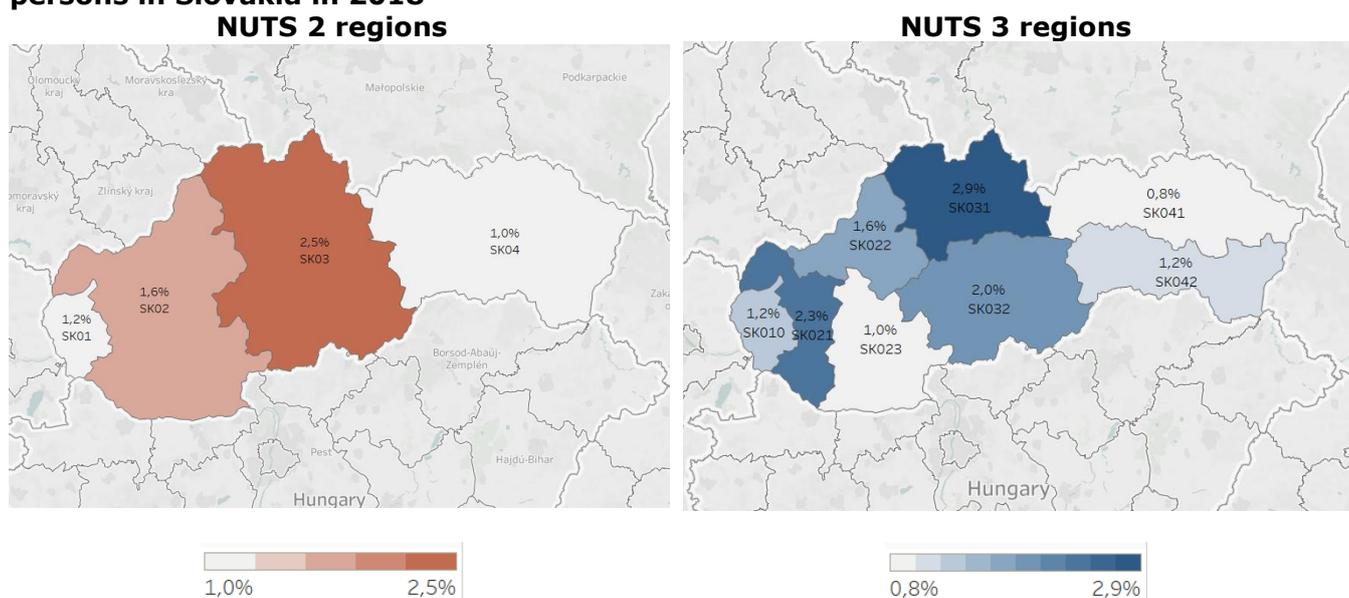 persons in Slovakia in 2018
NUTS 2 regions
NUTS 3 regions
Olomoucký
kraj
Moravskoslezský
kra
Małopolskie
Podkarpackie
Zlínský kraj
omoravský
kraj
2,5%
SK03
1,0%
SK04
1,6%
SK02
1,2%
SK01
Borsod-Abaúj-
Zemplén
Zaka
Pest
Hajdú-Bihar
Hungary
1,0%
2,5%
2,9%
SK031
0,8%
SK041
1,6%
SK022
1,2%
SK042
2,0%
SK032
1,2%
SK010
2,3%
SK021
1,0%
SK023
Hungary
0,8%
2,9%